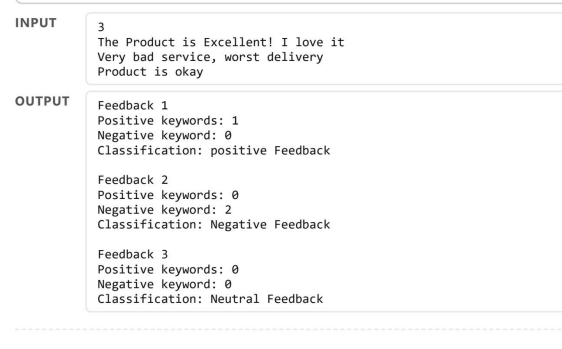 INPUT
3
The Product is Excellent! I love it
Very bad service, worst delivery
Product is okay
OUTPUT
Feedback 1
Positive keywords: 1
Negative keyword: 0
Classification: positive Feedback
Feedback 2
Positive keywords: 0
Negative keyword: 2
Classification: Negative Feedback
Feedback 3
Positive keywords: 0
Negative keyword: 0
Classification: Neutral Feedback